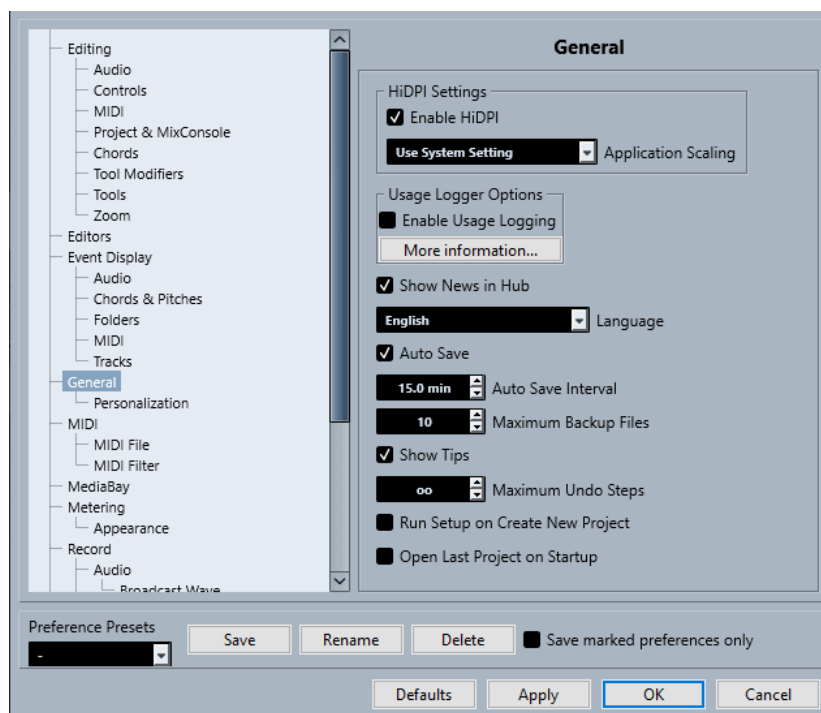 Editing
Audio
Controls
MIDI
Project & MixConsole
Chords
Tool Modifiers
Tools
Zoom
Editors
Event Display
Audio
Chords & Pitches
Folders
MIDI
Tracks
General
Personalization
MIDI
MIDI File
MIDI Filter
MediaBay
Metering
Appearance
Record
Audio
Broadcast Wave
General
HiDPI Settings
Enable HiDPI
Use System Setting Application Scaling
Usage Logger Options
Enable Usage Logging
More information...
Show News in Hub
English Language
Auto Save
15.0 min Auto Save Interval
10 Maximum Backup Files
Show Tips
oo Maximum Undo Steps
Run Setup on Create New Project
Open Last Project on Startup
Preference Presets
- Save Rename Delete Save marked preferences only
Defaults Apply OK Cancel